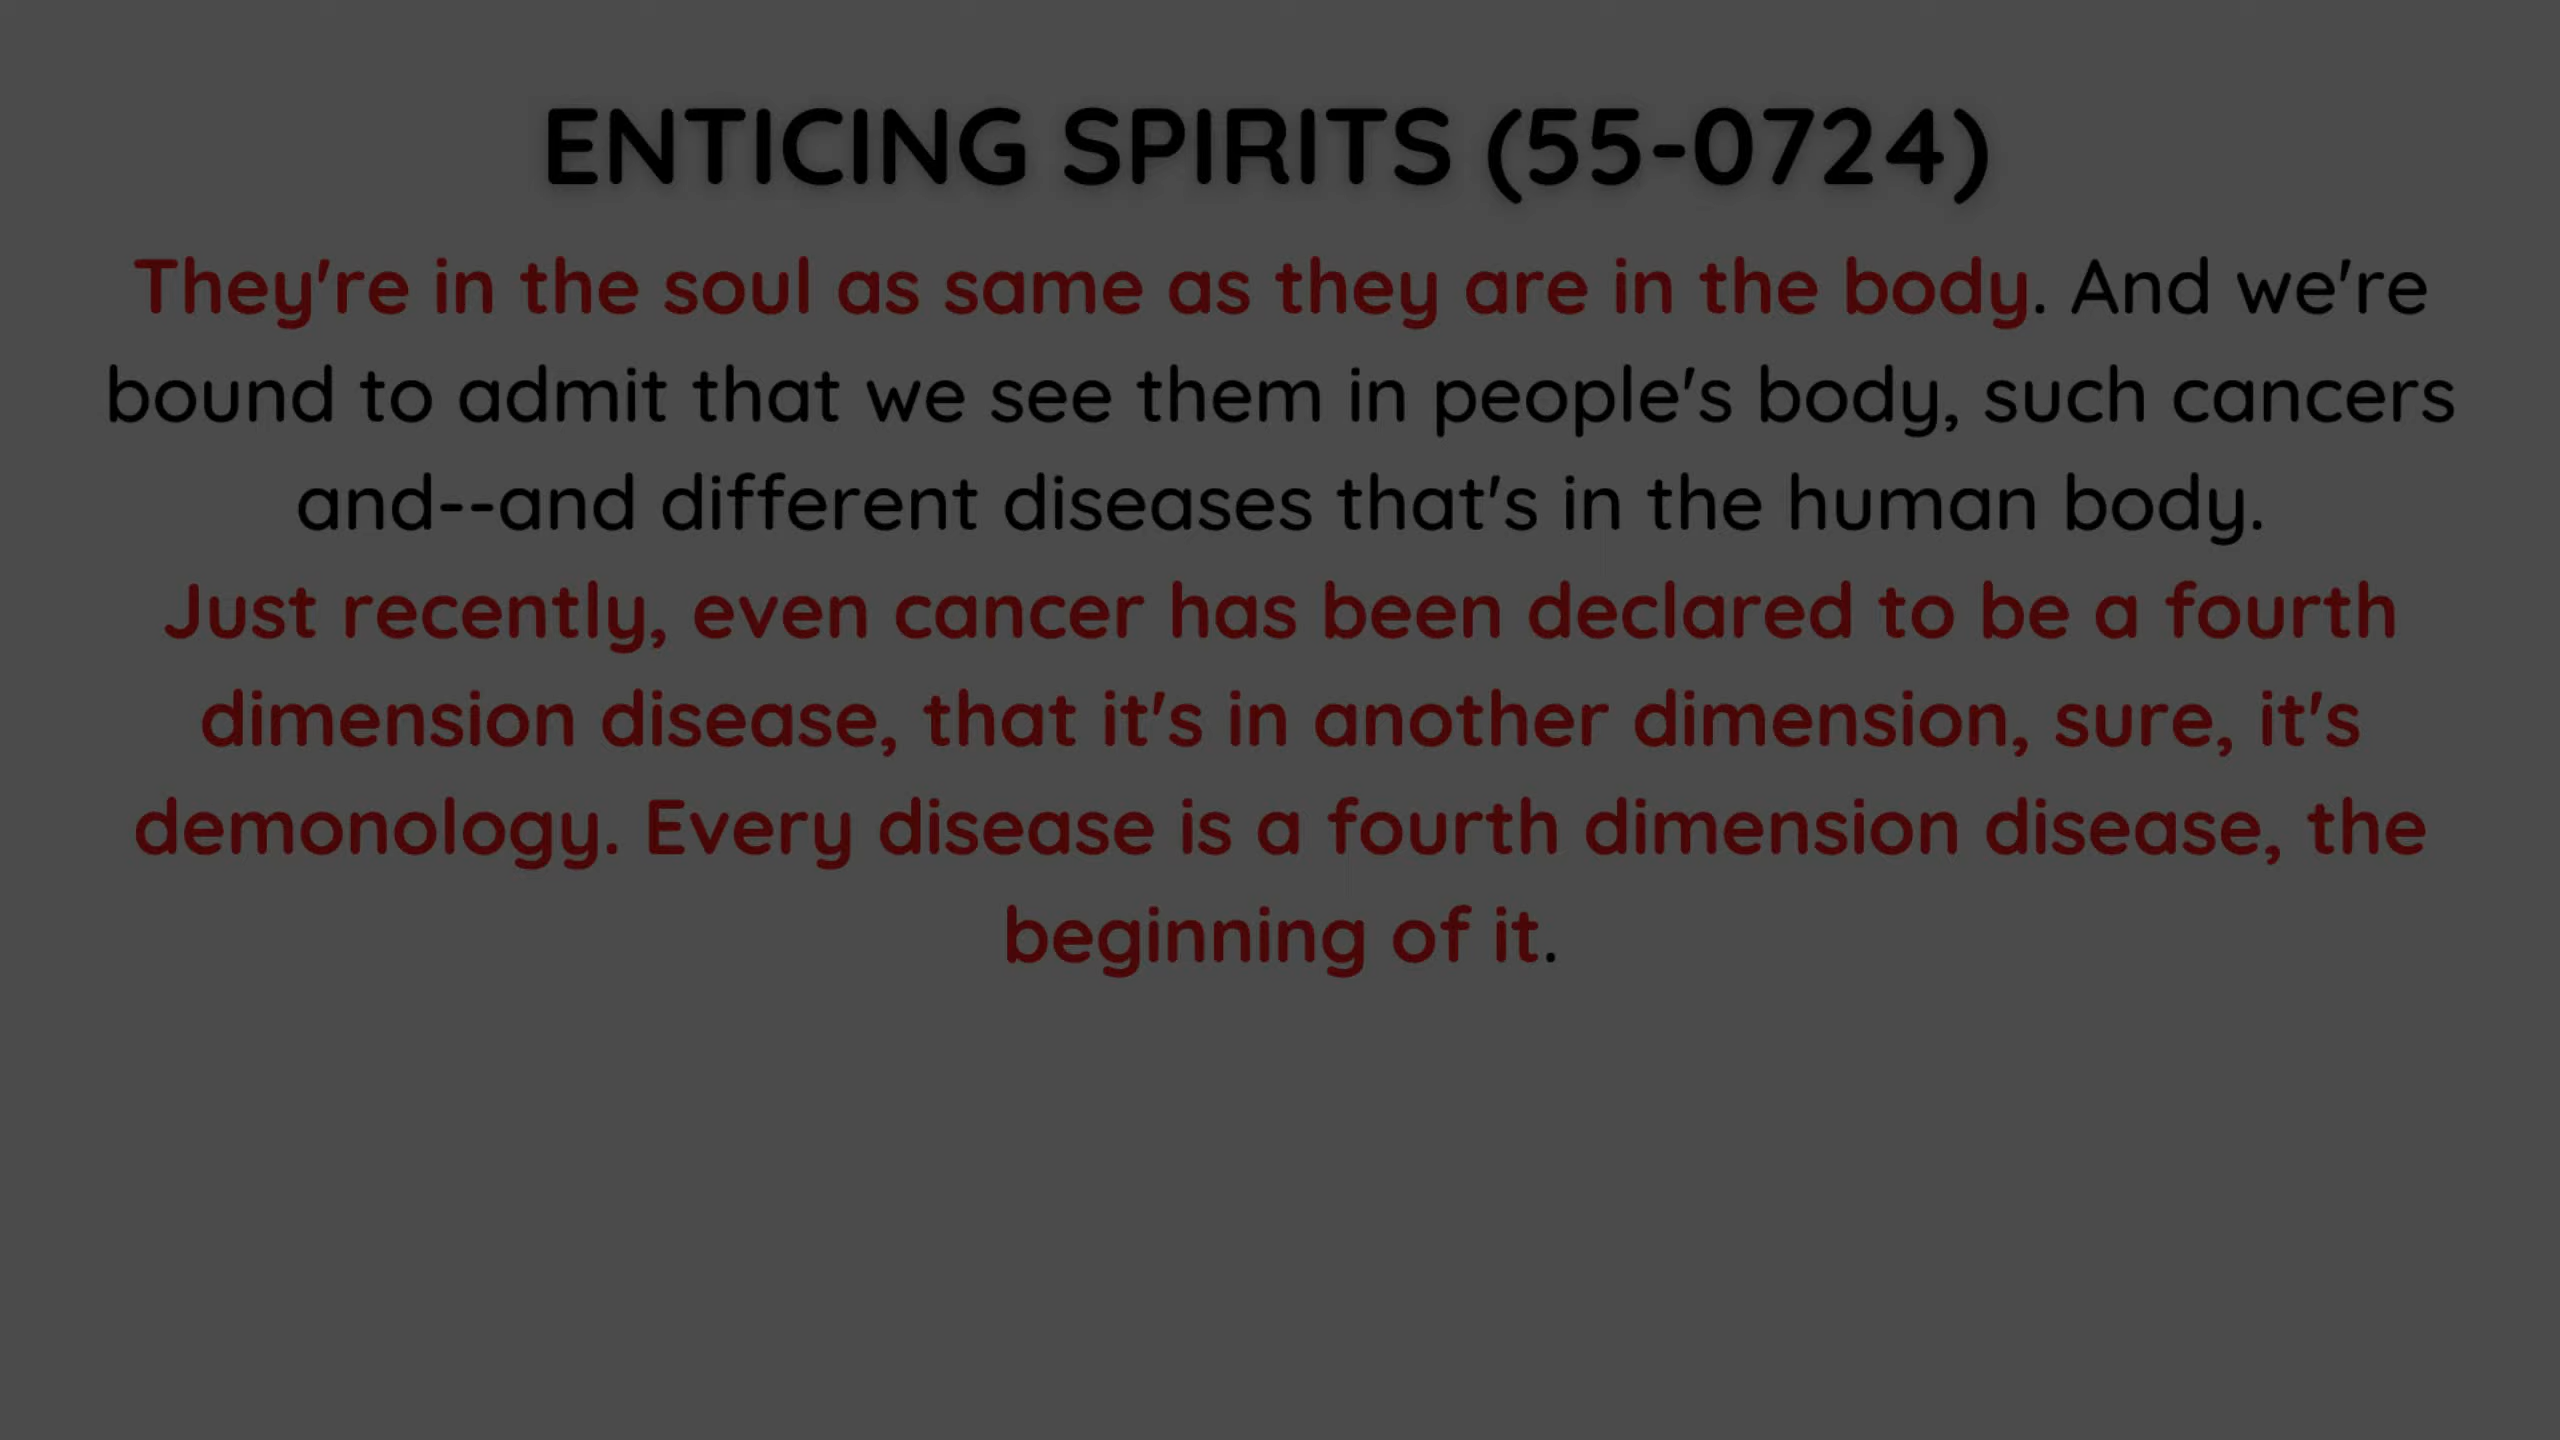 ENTICING SPIRITS (55-0724)
They're in the soul as same as they are in the body. And we're
bound to admit that we see them in people's body, such cancers
and--and different diseases that's in the human body.
Just recently, even cancer has been declared to be a fourth
dimension disease, that it's in another dimension, sure, it's
demonology. Every disease is a fourth dimension disease, the
beginning of it.